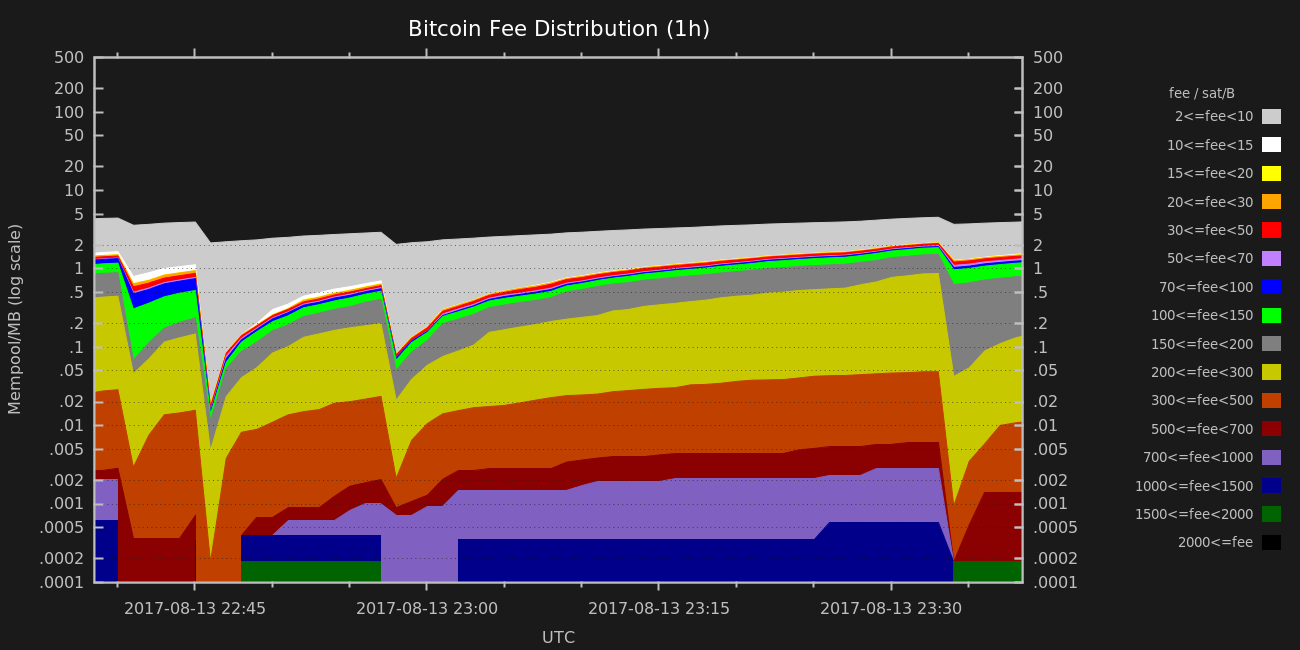 Bitcoin Fee Distribution (1h)
Mempool/MB (log scale)
500
200
100
50
20
10
5
2
1
.5
.2
.1
.05
.02
.01
.005
.002
.001
.0005
.0002
.0001
500
200
100
50
20
10
5
2
1
.5
.2
.1
.05
.02
.01
.005
.002
.001
.0005
.0002
.0001
fee / sat/B
2<=fee<10
10<=fee<15
15<=fee<20
20<=fee<30
30<=fee<50
50<=fee<70
70<=fee<100
100<=fee<150
150<=fee<200
200<=fee<300
300<=fee<500
500<=fee<700
700<=fee<1000
1000<=fee<1500
1500<=fee<2000
2000<=fee
2017-08-13 22:45 2017-08-13 23:00 2017-08-13 23:15 2017-08-13 23:30
UTC